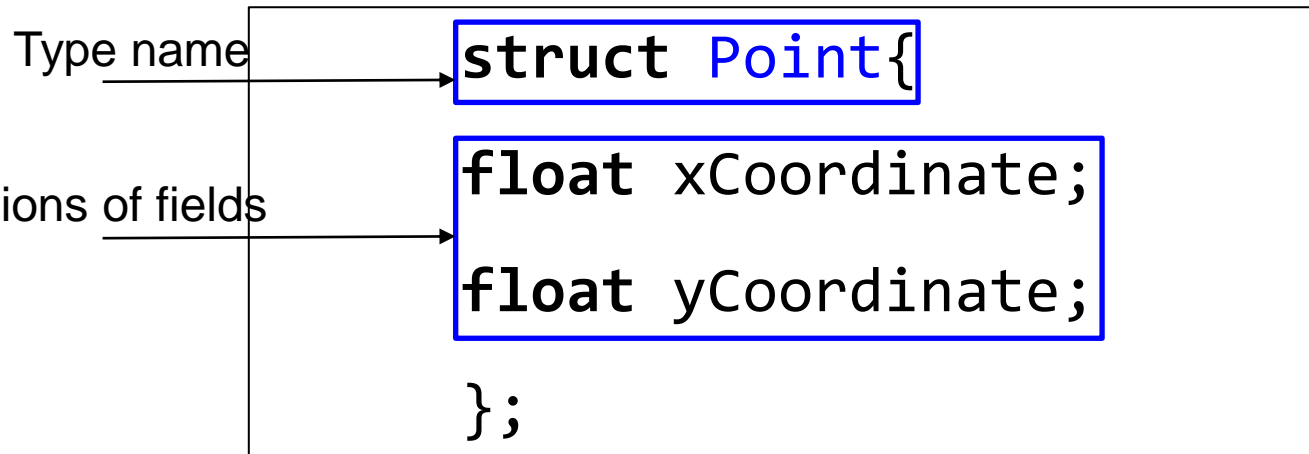 Type name
struct Point{
float xCoordinate;
ions of fields
float yCoordinate;
};